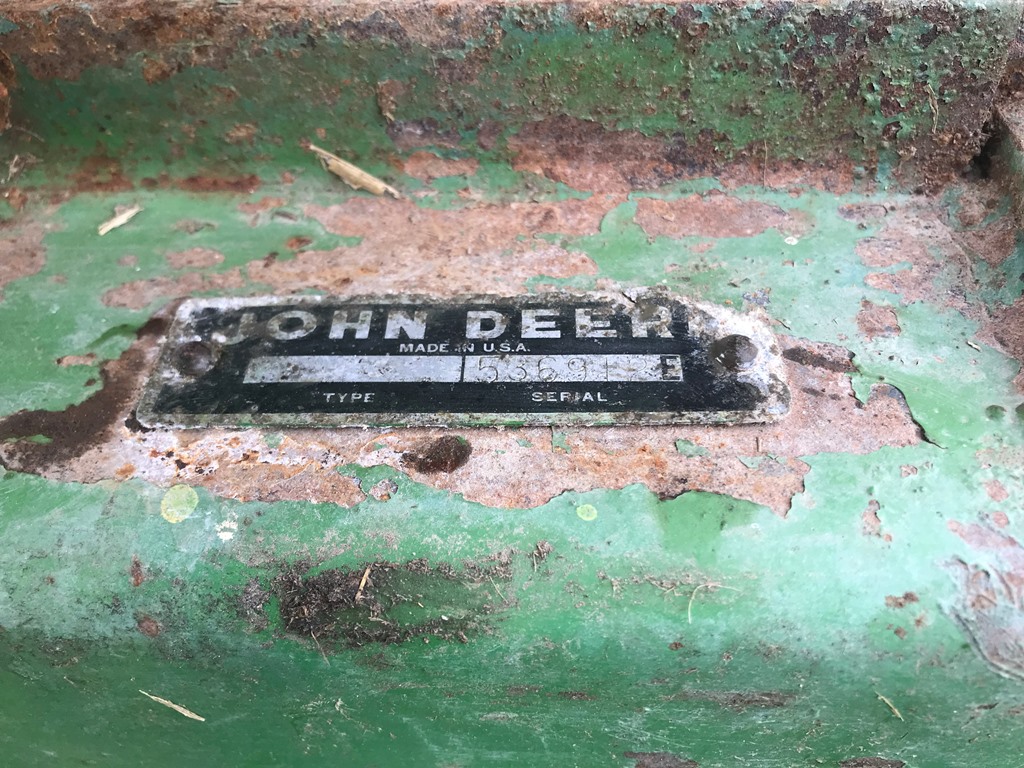 JOHN DEERE
MADE IN U.S.A.
TYPE SERIAL